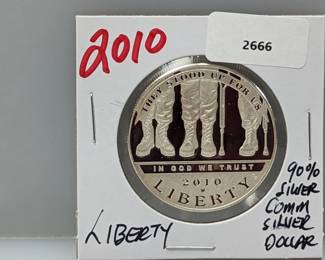 2010
2666
THEY STOOD UP FOR US
IN GOD WE TRUST
2010
LIBERTY
LIBERTY
90%
SILVER
COMM
SILVER
DOLLAR